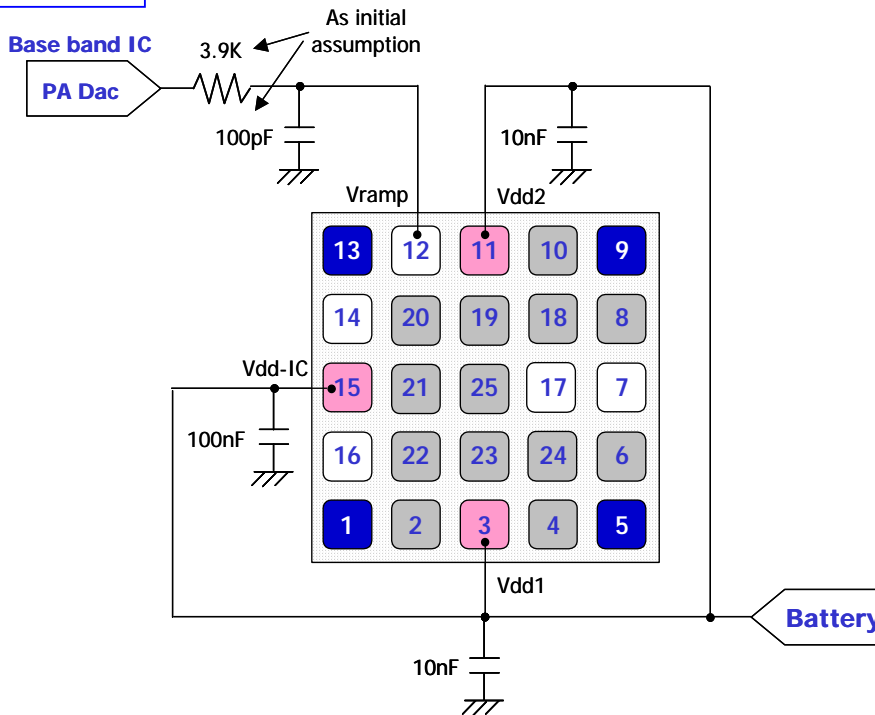 As initial
assumption
3.9K
Base band IC
PA Dac
100pF
10nF
Vramp
Vdd2
13 12 11 10 9
14 20 19 18 8
Vdd-IC
15 21 25 17 7
100nF
16 22 23 24 6
1 2 3 4 5
Vdd1
Battery
10nF